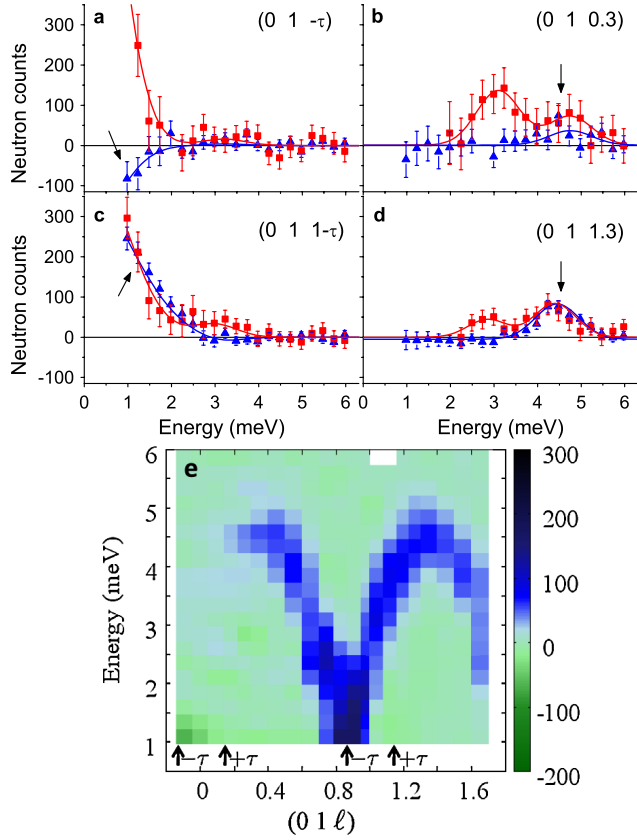 a
(0 1 -τ)
b
(0 1 0.3)
Neutron counts
300
200
100
0
-100
c
(0 1 1-τ)
d
(0 1 1.3)
Neutron counts
300
200
100
0
-100
0 1 2 3 4 5 6
1 2 3 4 5 6
Energy (meV)
Energy (meV)
e
6
5
4
3
2
1
Energy (meV)
-τ
+τ
-τ
+τ
0 0.4 0.8 1.2 1.6
(0 1 ℓ)
300
200
100
0
-100
-200